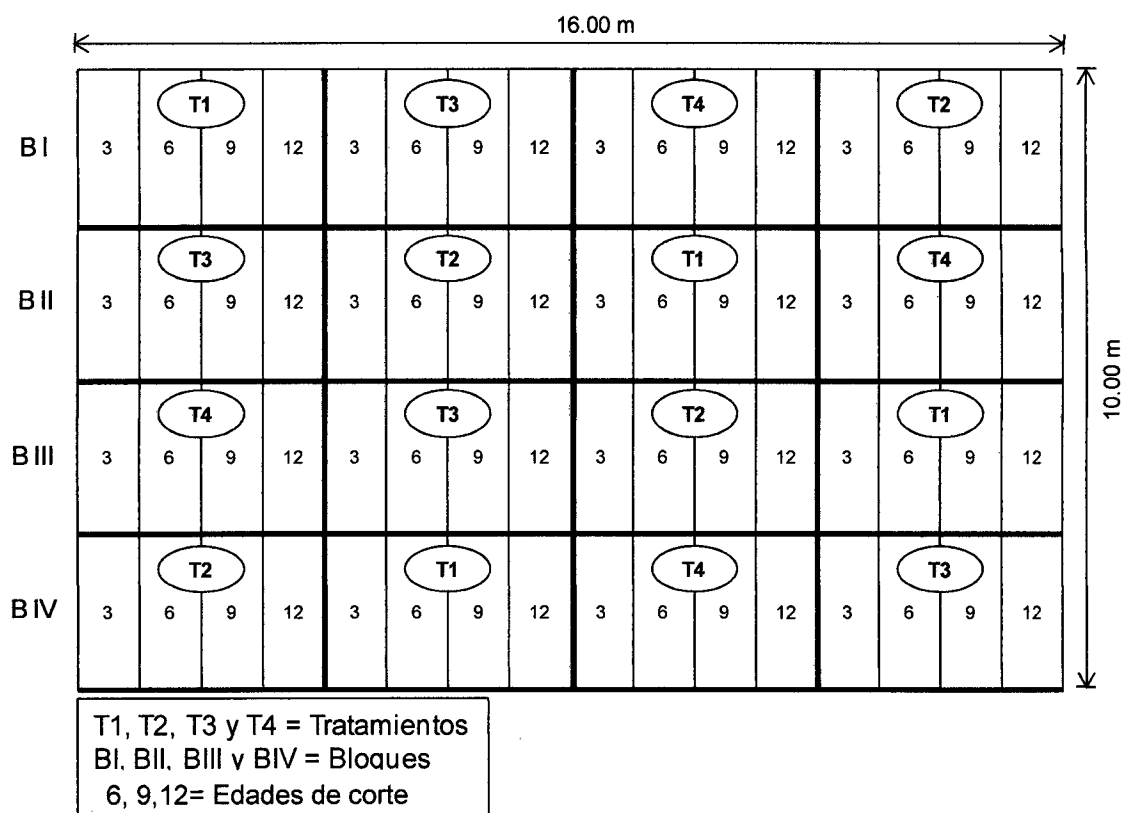 16.00 m
T1 T3 T4 T2
B I 3 6 9 12 3 6 9 12 3 6 9 12 3 6 9 12
T3 T2 T1 T4
B II 3 6 9 12 3 6 9 12 3 6 9 12 3 6 9 12
10.00 m
T4 T3 T2 T1
B III 3 6 9 12 3 6 9 12 3 6 9 12 3 6 9 12
T2 T1 T4 T3
B IV 3 6 9 12 3 6 9 12 3 6 9 12 3 6 9 12
T1, T2, T3 y T4 = Tratamientos
BI, BII, BIII y BIV = Bloques
6, 9,12= Edades de corte